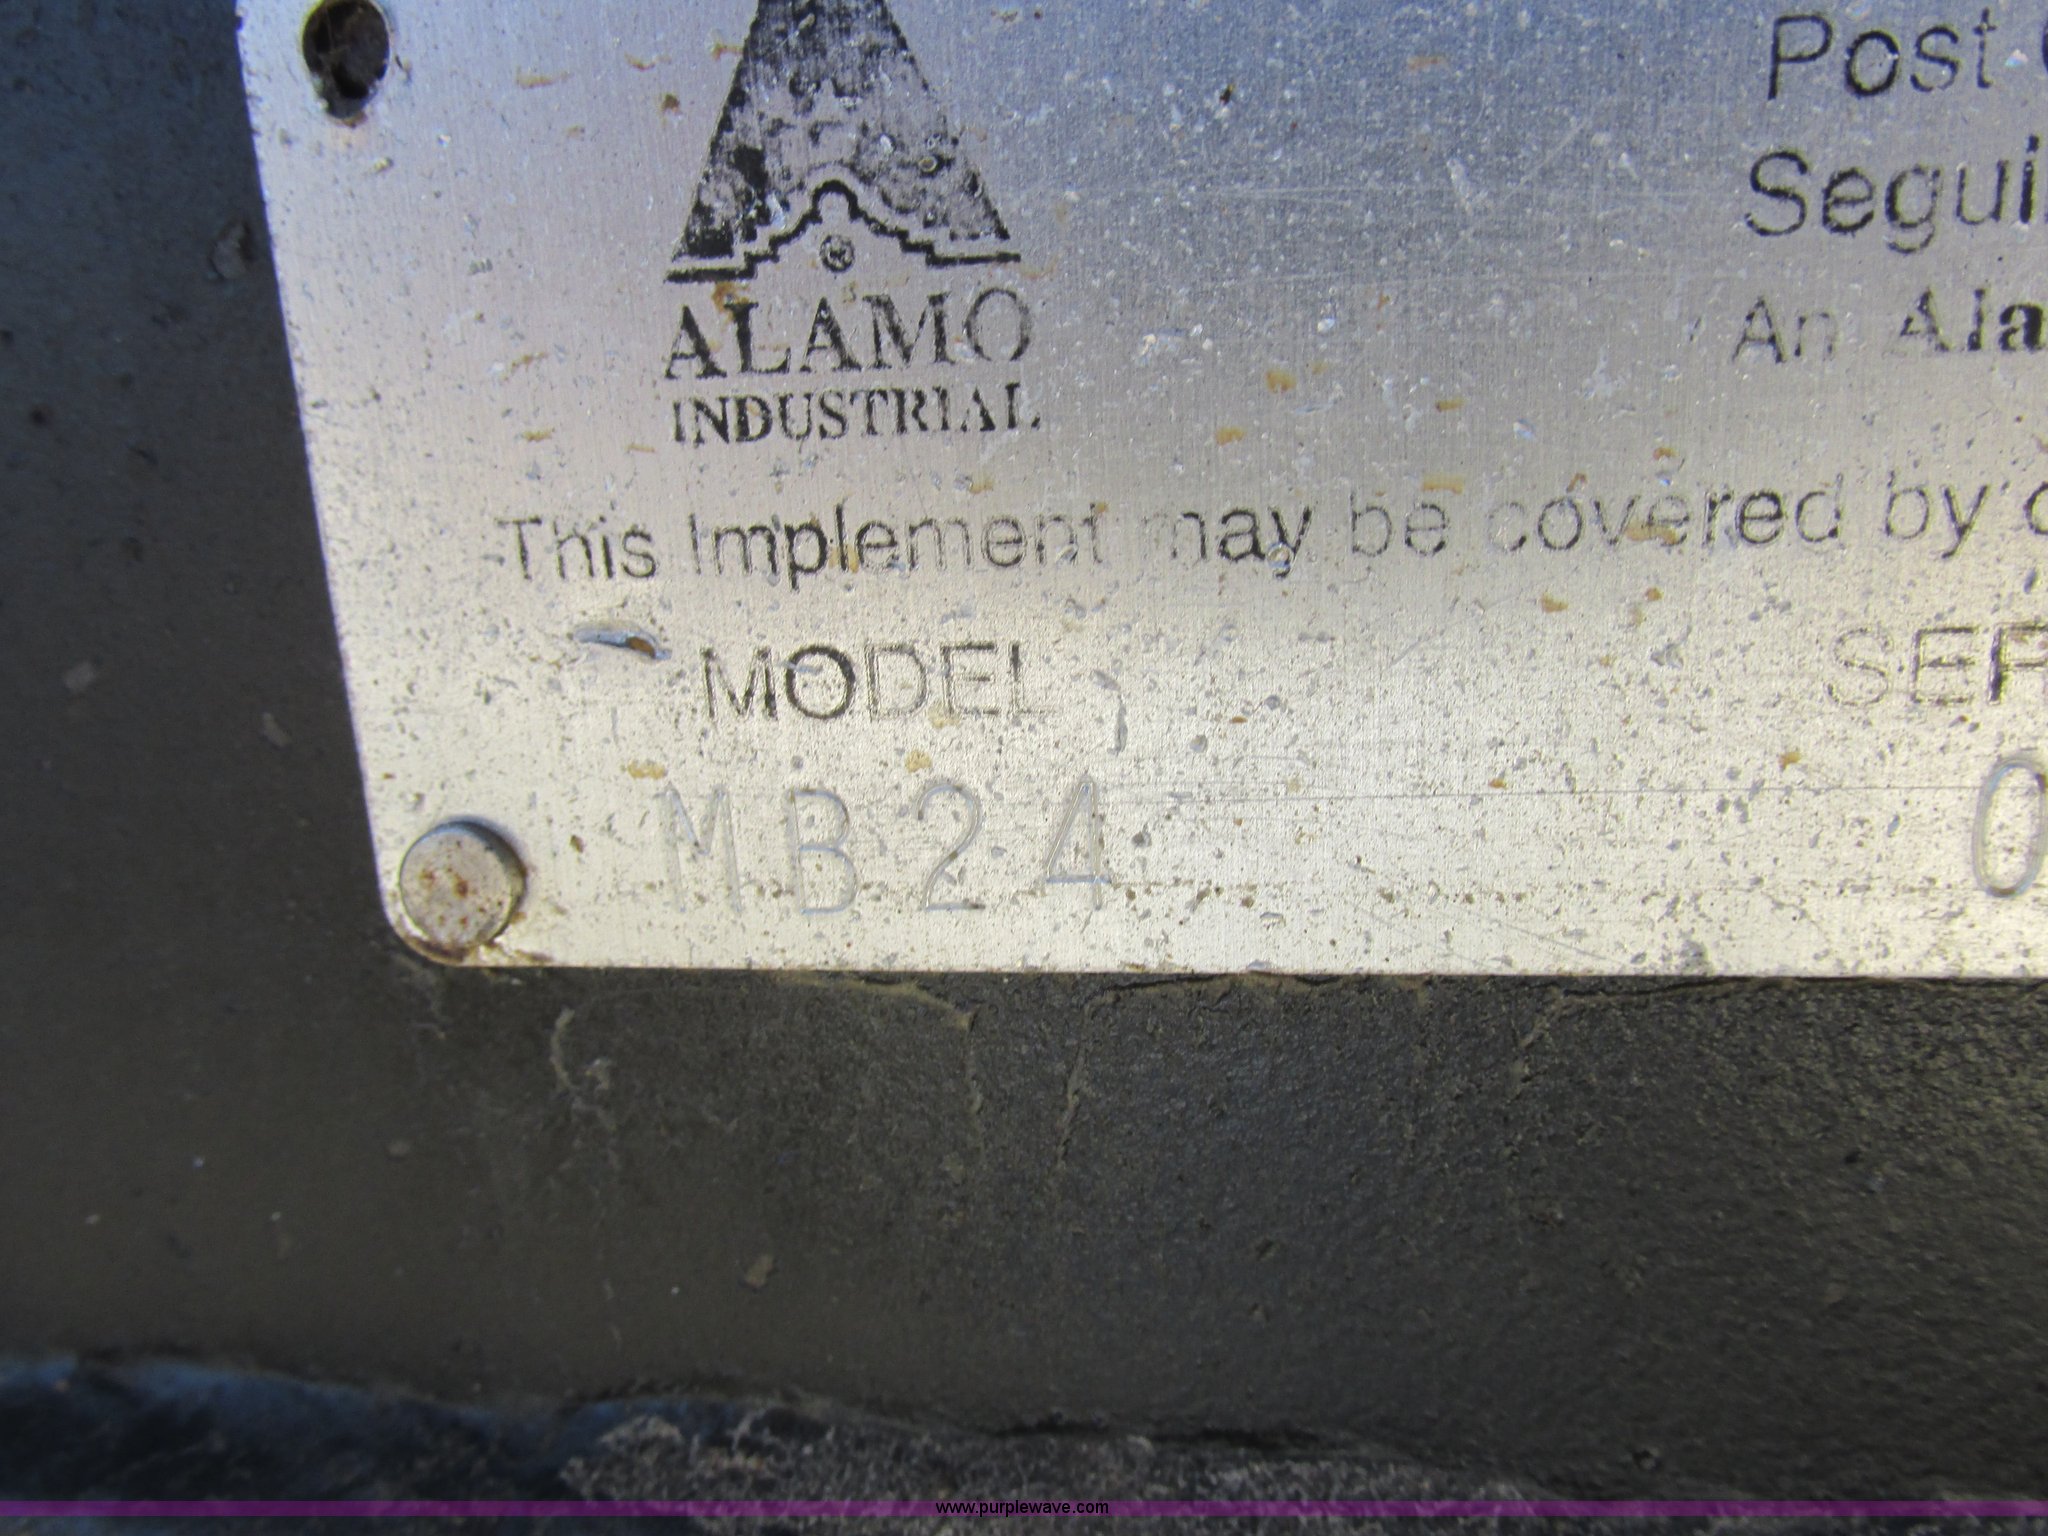 Post
Segui
An Ala
ALAMO
INDUSTRIAL
This Implement may be covered by
MODEL SER
MB24 0
www.purplewave.com